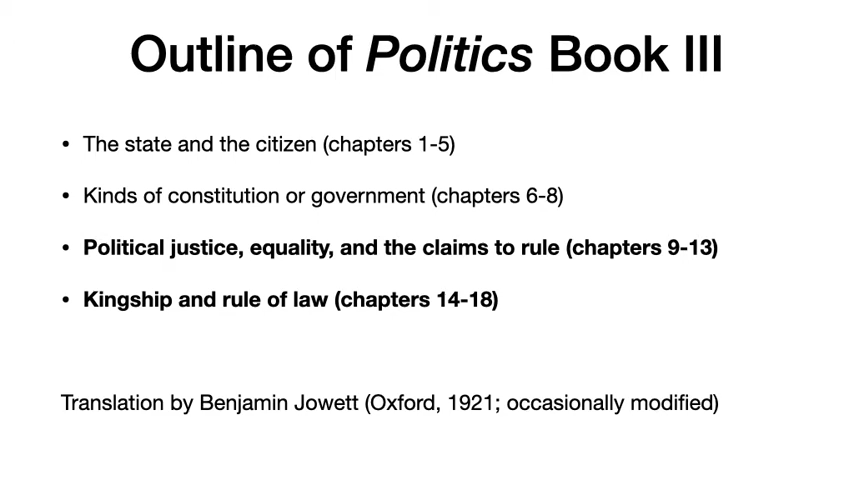 Outline of Politics Book III
• The state and the citizen (chapters 1-5)
• Kinds of constitution or government (chapters 6-8)
• Political justice, equality, and the claims to rule (chapters 9-13)
• Kingship and rule of law (chapters 14-18)
Translation by Benjamin Jowett (Oxford, 1921; occasionally modified)